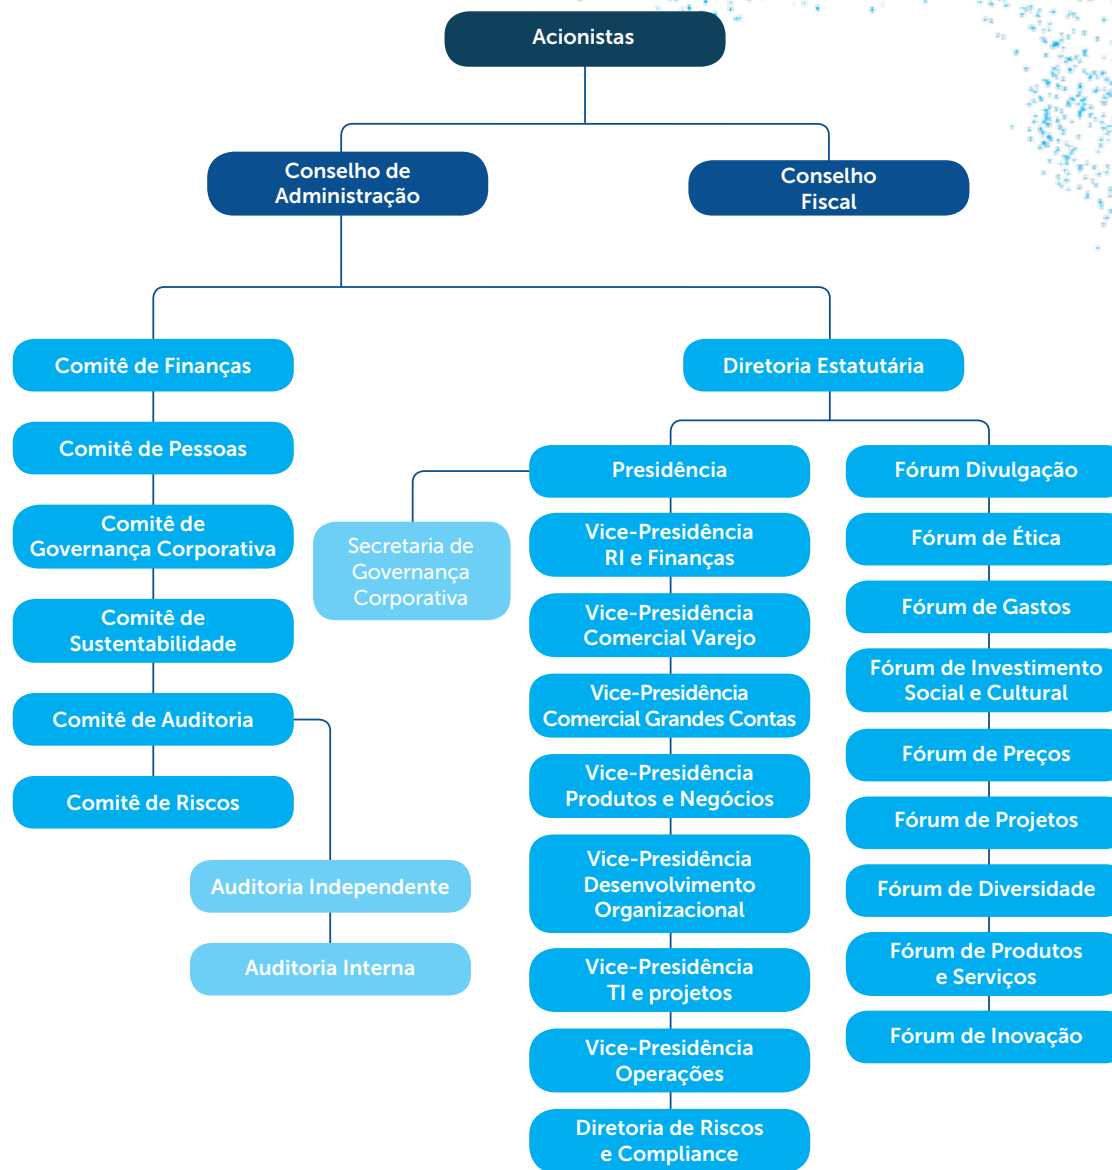 Acionistas
Conselho de
Administração
Conselho
Fiscal
Comitê de Finanças
Comitê de Pessoas
Comitê de
Governança Corporativa
Comitê de
Sustentabilidade
Comitê de Auditoria
Comitê de Riscos
Auditoria Independente
Auditoria Interna
Diretoria Estatutária
Presidência
Secretaria de
Governança
Corporativa
Vice-Presidência
RI e Finanças
Vice-Presidência
Comercial Varejo
Vice-Presidência
Comercial Grandes Contas
Vice-Presidência
Produtos e Negócios
Vice-Presidência
Desenvolvimento
Organizacional
Vice-Presidência
TI e projetos
Vice-Presidência
Operações
Diretoria de Riscos
e Compliance
Fórum Divulgação
Fórum de Ética
Fórum de Gastos
Fórum de Investimento
Social e Cultural
Fórum de Preços
Fórum de Projetos
Fórum de Diversidade
Fórum de Produtos
e Serviços
Fórum de Inovação